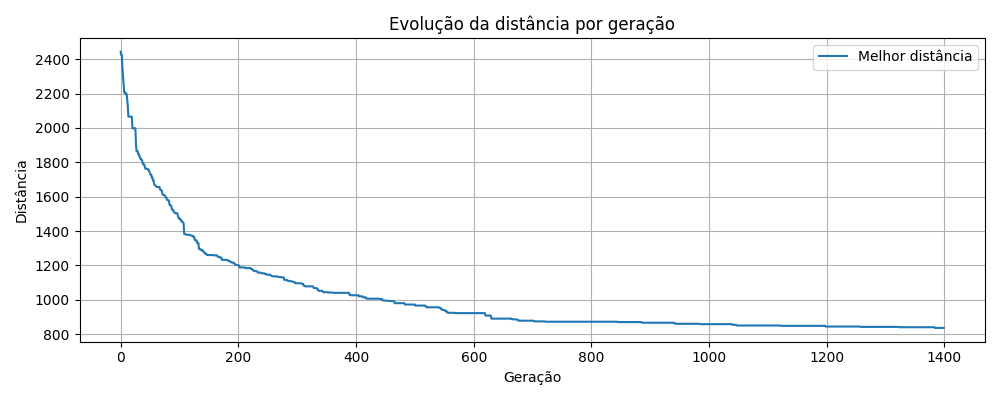 Evolução da distância por geração
Melhor distância
Distância
2400
2200
2000
1800
1600
1400
1200
1000
800
0 200 400 600 800 1000 1200 1400
Geração